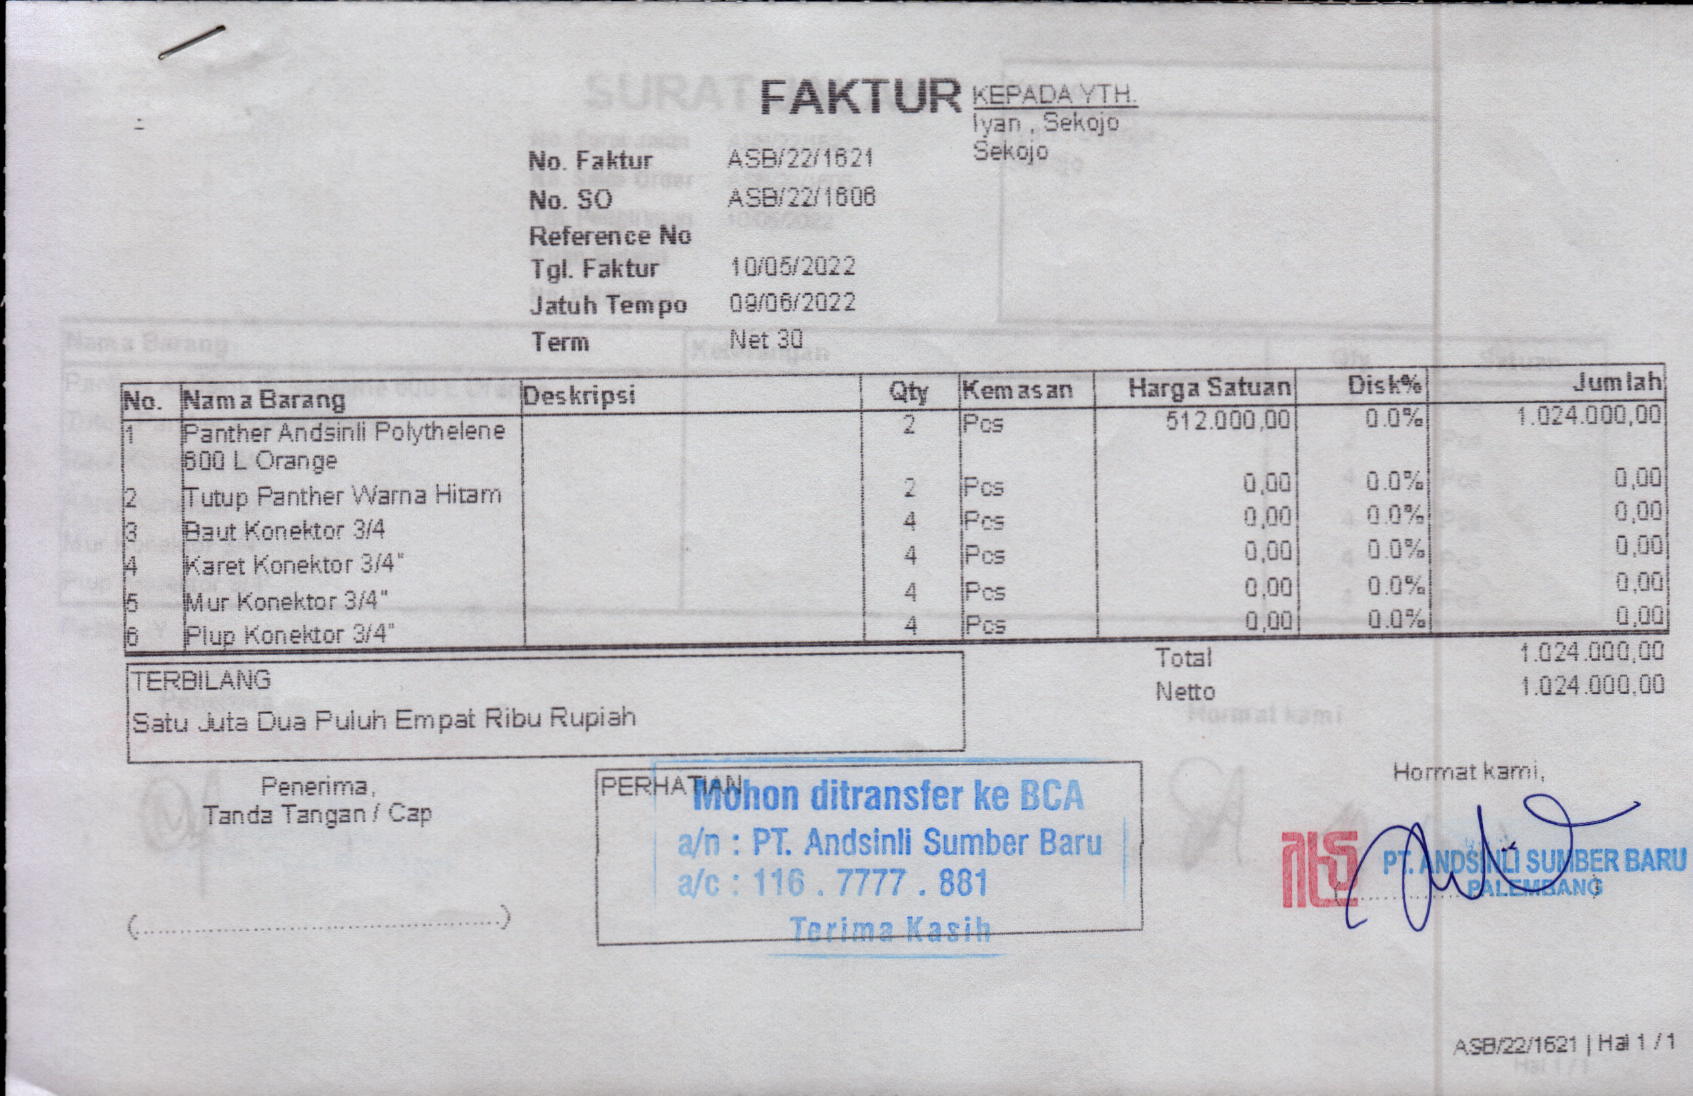 FAKTUR
KEPADA YTH.
Iyan , Sekojo
Sekojo
No. Faktur ASB/22/1621
No. SO ASB/22/1606
Reference No
Tgl. Faktur 10/05/2022
Jatuh Tempo 09/06/2022
Term Net 30
No. Nama Barang Deskripsi Qty Kemasan Harga Satuan Disk% Jumlah
1 Panther Andsinli Polythelene 2 Pcs 512.000,00 0.0% 1.024.000,00
600 L Orange
2 Tutup Panther Warna Hitam 2 Pcs 0,00 0.0% 0,00
3 Baut Konektor 3/4 4 Pcs 0,00 0.0% 0,00
4 Karet Konektor 3/4" 4 Pcs 0,00 0.0% 0,00
5 Mur Konektor 3/4" 4 Pcs 0,00 0.0% 0,00
6 Plup Konektor 3/4" 4 Pcs 0,00 0.0% 0,00
Total 1.024.000,00
Netto 1.024.000,00
TERBILANG
Satu Juta Dua Puluh Empat Ribu Rupiah
Penerima,
Tanda Tangan / Cap
(..............................................)
PERHATIAN
Mohon ditransfer ke BCA
a/n : PT. Andsinli Sumber Baru
a/c : 116 . 7777 . 881
Terima Kasih
Hormat kami,
PT. ANDSINLI SUMBER BARU
PALEMBANG
ASB/22/1621 | Hal 1 / 1